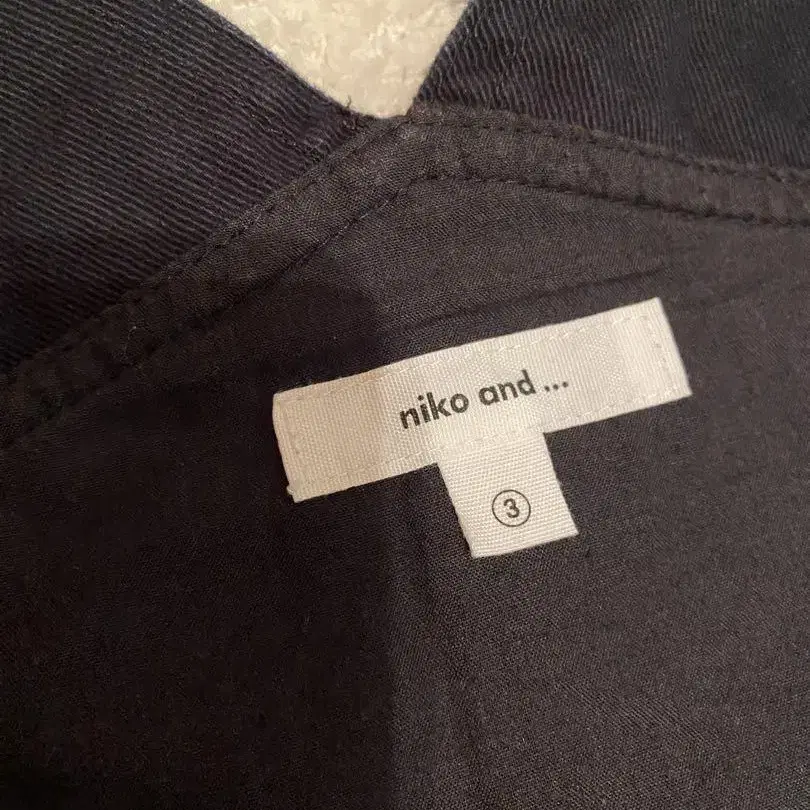 niko and ...
③